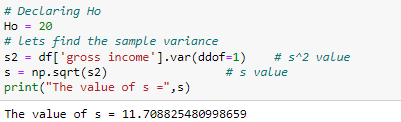 # Declaring Ho
Ho = 20
# lets find the sample variance
s2 = df['gross income'].var(ddof=1)    # s^2 value
s = np.sqrt(s2)    # s value
print("The value of s =",s)
The value of s = 11.708825480998659